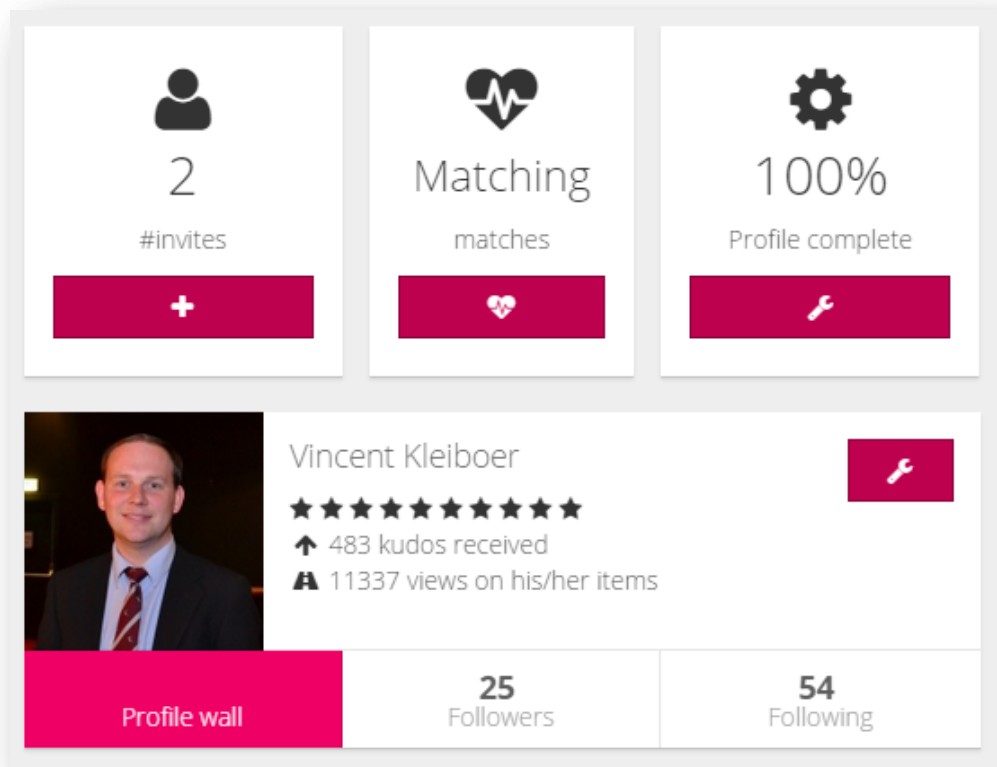 2
#invites
Matching
matches
100%
Profile complete
Vincent Kleiboer
483 kudos received
11337 views on his/her items
Profile wall
25
Followers
54
Following